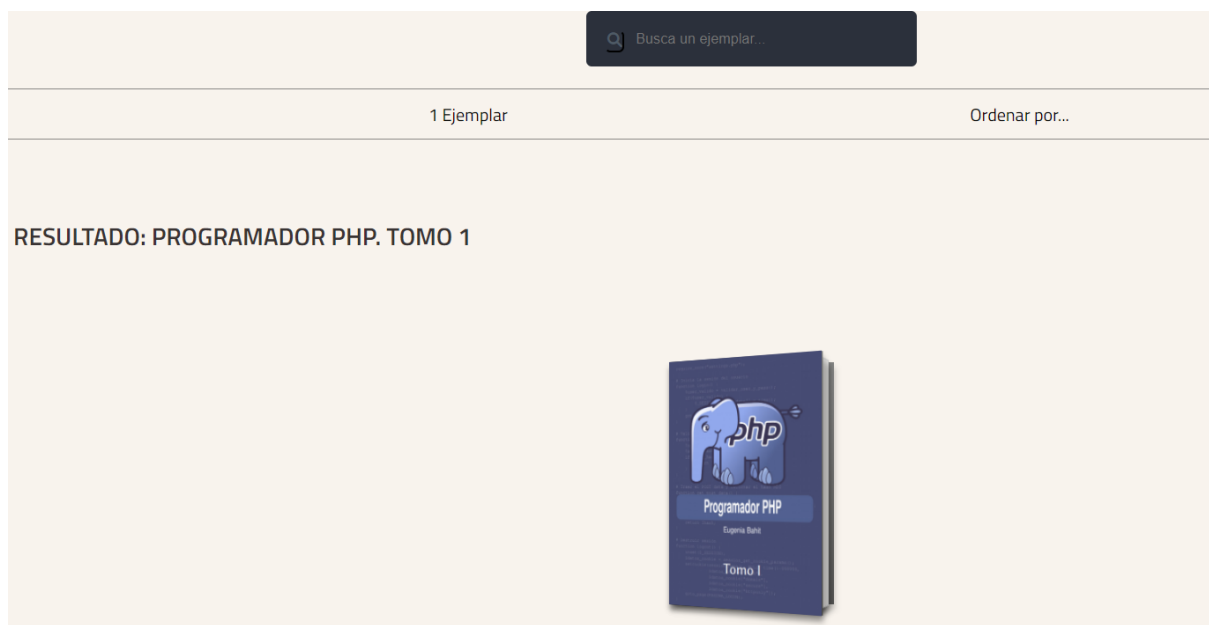 Busca un ejemplar...
1 Ejemplar
Ordenar por...
RESULTADO: PROGRAMADOR PHP. TOMO 1
php
Programador PHP
Eugenia Bahit
Tomo I